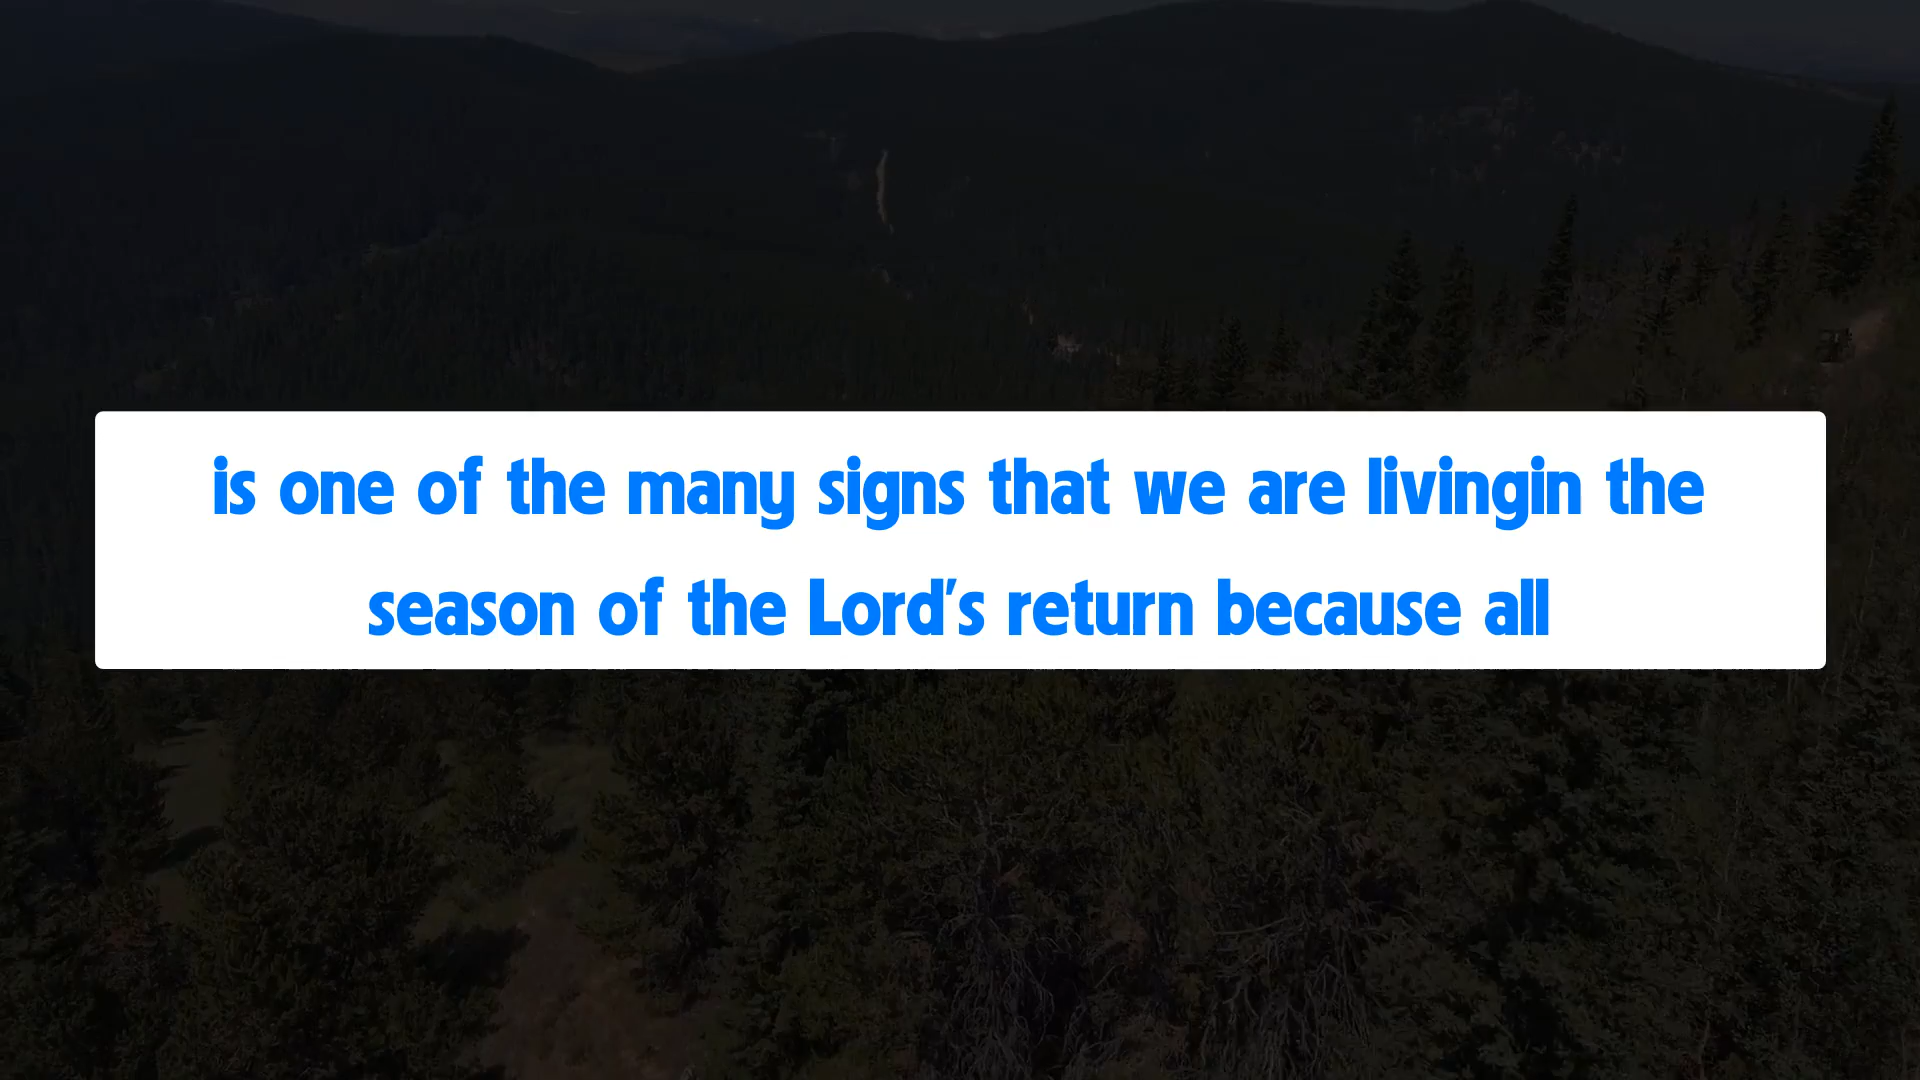 is one of the many signs that we are livingin the
season of the Lord's return because all